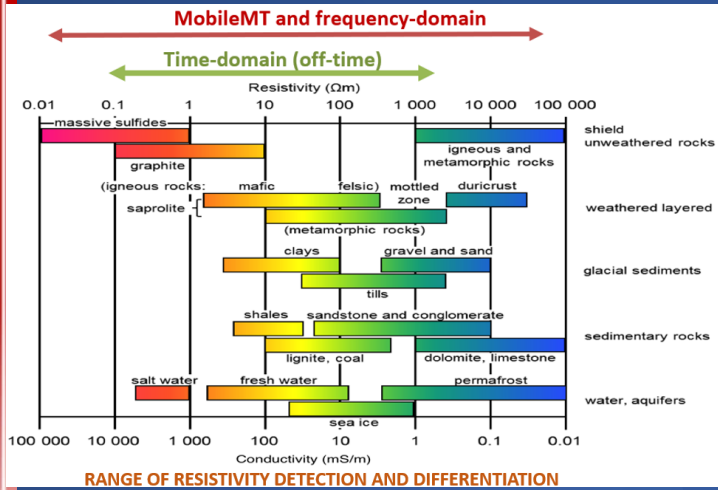 MobileMT and frequency-domain
Time-domain (off-time)
Resistivity (Ωm)
0.01 0.1 1 10 100 1 000 10 000 100 000
massive sulfides
shield
unweathered rocks
graphite
igneous and
metamorphic rocks
(igneous rocks: mafic felsic) mottled
zone
duricrust
saprolite
weathered layered
(metamorphic rocks)
clays gravel and sand
glacial sediments
tills
shales sandstone and conglomerate
sedimentary rocks
lignite, coal dolomite, limestone
salt water fresh water permafrost
water, aquifers
sea ice
100 000 10 000 1 000 100 10 1 0.1 0.01
Conductivity (mS/m)
RANGE OF RESISTIVITY DETECTION AND DIFFERENTIATION